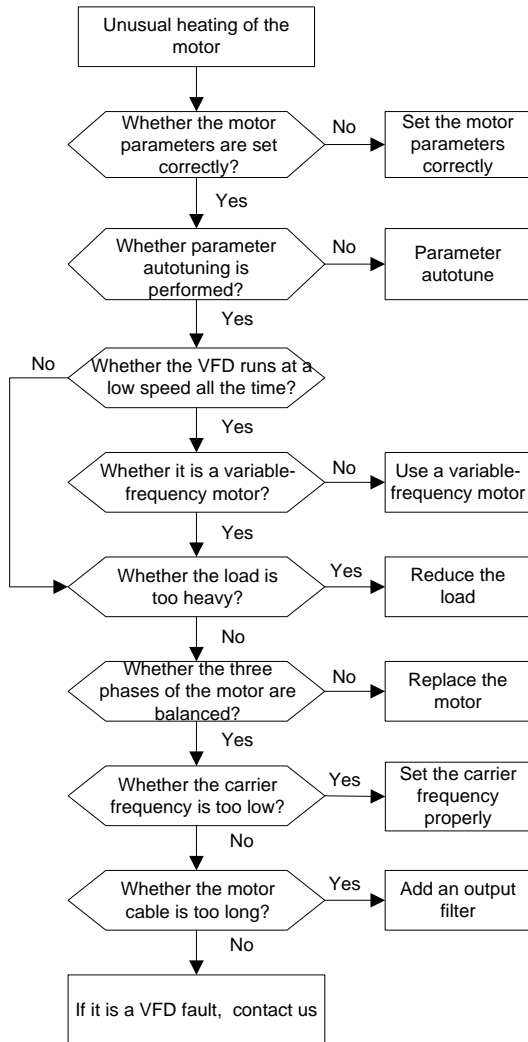 Unusual heating of the
motor
Whether the motor
parameters are set
correctly?
No
Set the motor
parameters
correctly
Yes
Whether parameter
autotuning is
performed?
No
Parameter
autotune
Yes
No
Whether the VFD runs at a
low speed all the time?
Yes
Whether it is a variable-
frequency motor?
No
Use a variable-
frequency motor
Yes
Whether the load is
too heavy?
Yes
Reduce the
load
No
Whether the three
phases of the motor are
balanced?
No
Replace the
motor
Yes
Whether the carrier
frequency is too low?
Yes
Set the carrier
frequency
properly
No
Whether the motor
cable is too long?
Yes
Add an output
filter
No
If it is a VFD fault, contact us